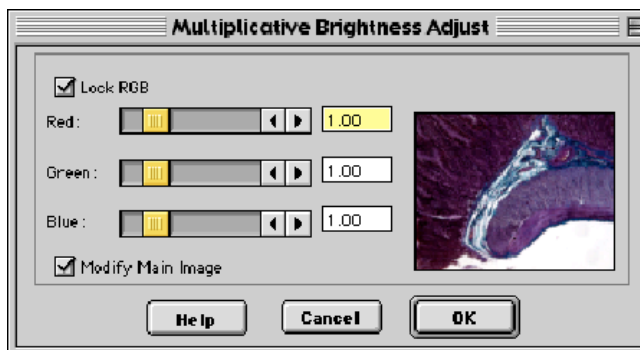 Multiplicative Brightness Adjust
Lock RGB
Red: 1.00
Green: 1.00
Blue: 1.00
Modify Main Image
Help Cancel OK